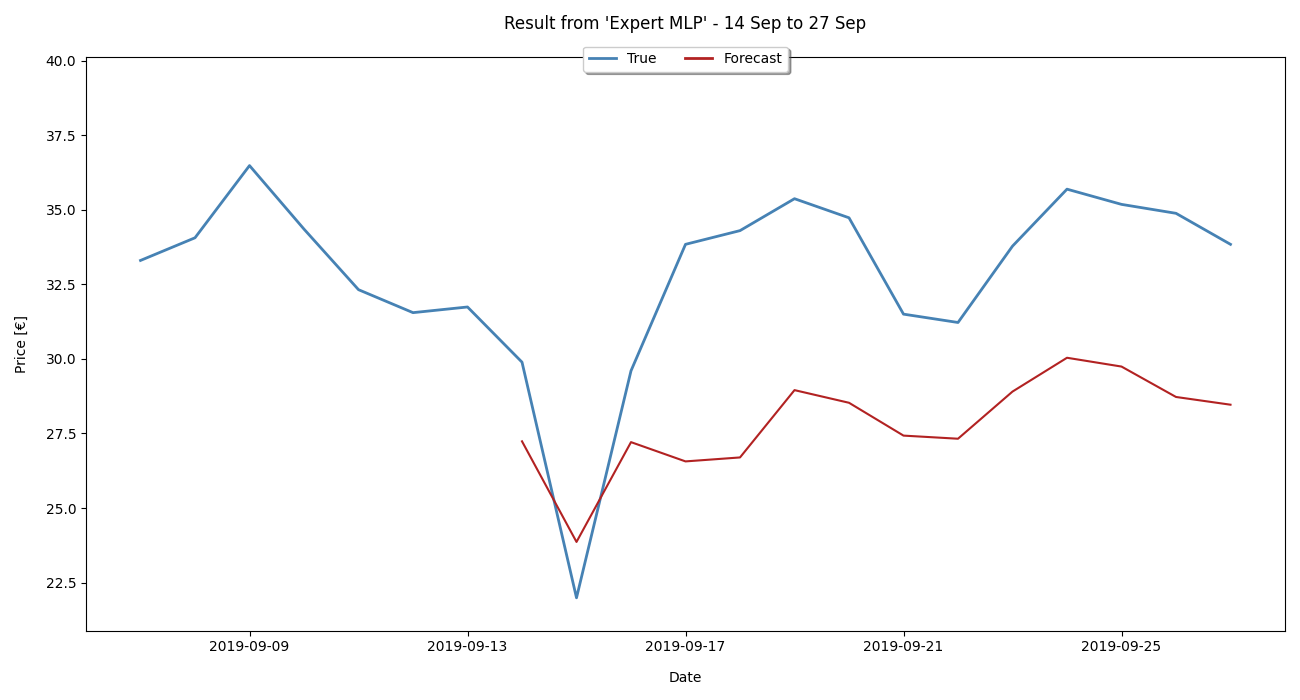 Result from 'Expert MLP' - 14 Sep to 27 Sep
True Forecast
40.0
37.5
35.0
32.5
30.0
27.5
25.0
22.5
Price [€]
2019-09-09 2019-09-13 2019-09-17 2019-09-21 2019-09-25
Date